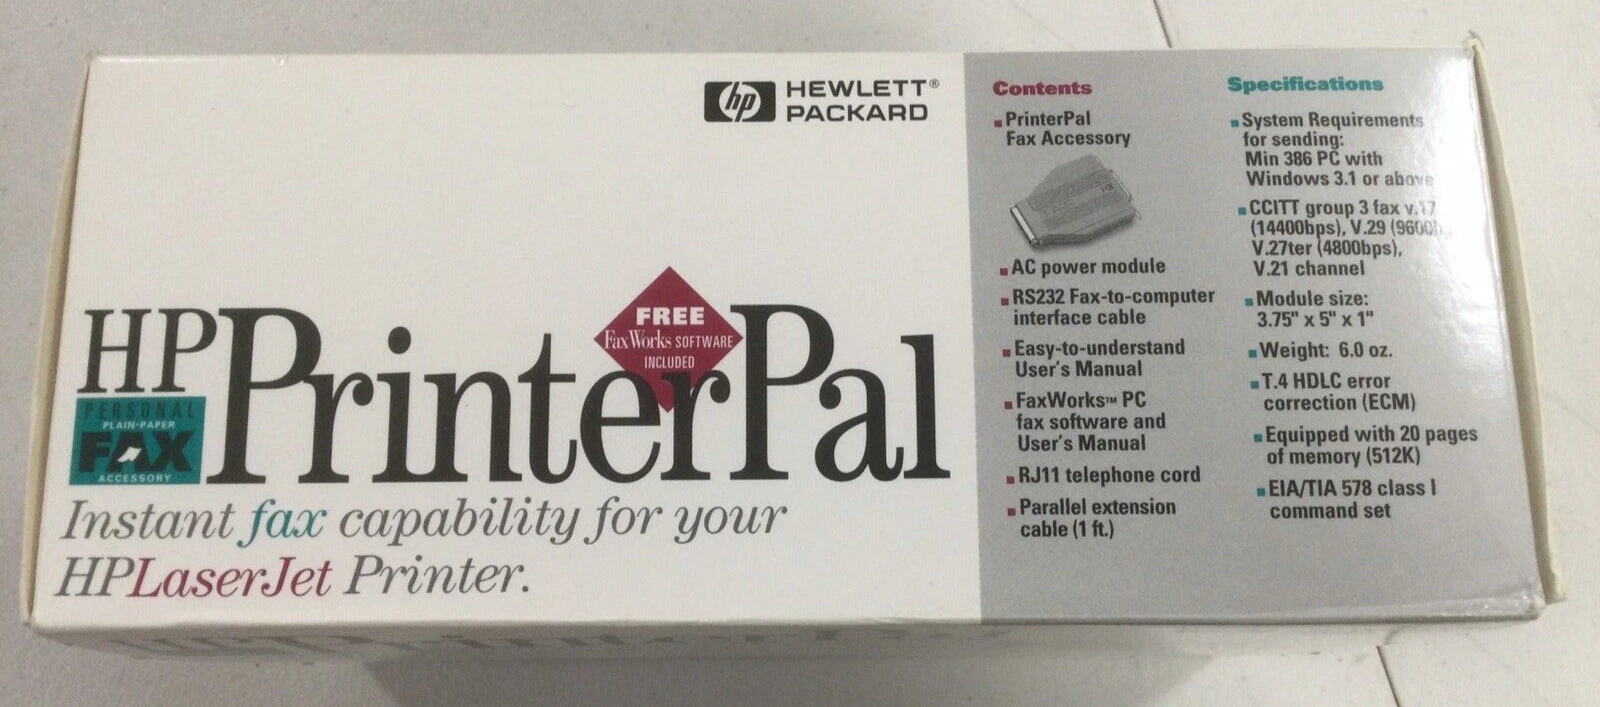 hp HEWLETT®
PACKARD
FREE
FaxWorks SOFTWARE
INCLUDED
HP PrinterPal
PERSONAL
PLAIN-PAPER
FAX
ACCESSORY
Instant fax capability for your
HP LaserJet Printer.
Contents
PrinterPal
Fax Accessory
AC power module
RS232 Fax-to-computer
interface cable
Easy-to-understand
User's Manual
FaxWorks™ PC
fax software and
User's Manual
RJ11 telephone cord
Parallel extension
cable (1 ft.)
Specifications
System Requirements
for sending:
Min 386 PC with
Windows 3.1 or above
CCITT group 3 fax v.17
(14400bps), V.29
V.27ter (4800bps),
V.21 channel
Module size:
3.75" x 5" x 1"
Weight: 6.0 oz.
T.4 HDLC error
correction (ECM)
Equipped with 20 pages
of memory (512K)
EIA/TIA 578 class I
command set